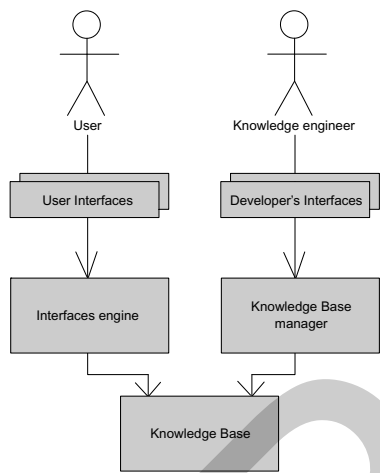 User
Knowledge engineer
User Interfaces
Developer's Interfaces
Interfaces engine
Knowledge Base
manager
Knowledge Base